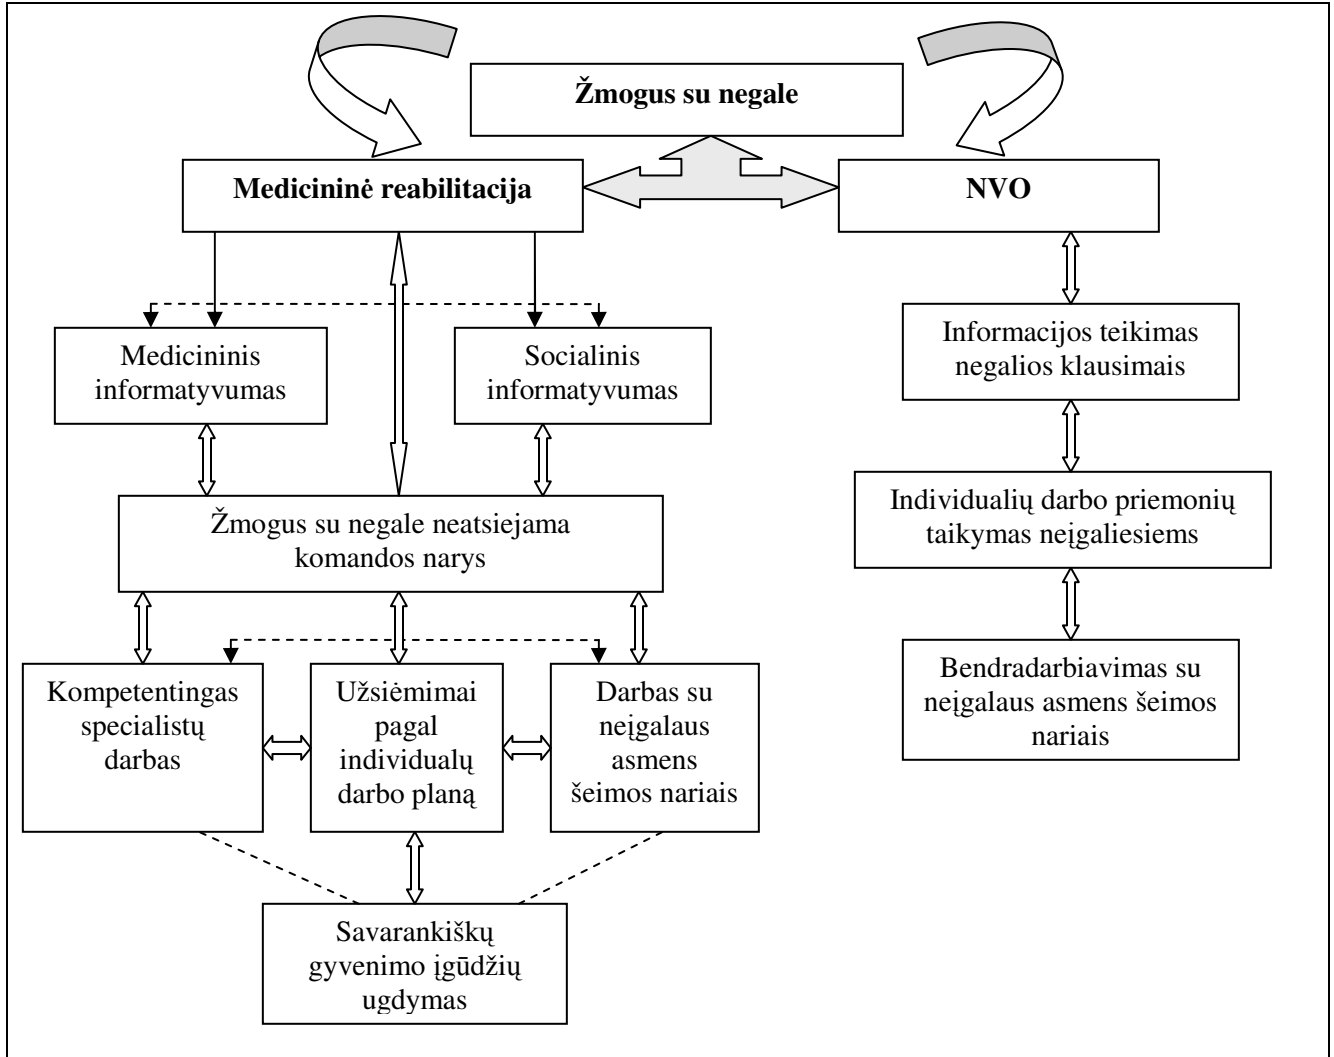 Žmogus su negale
Medicininė reabilitacija
NVO
Medicininis
informatyvumas
Socialinis
informatyvumas
Informacijos teikimas
negalios klausimais
Žmogus su negale neatsiejama
komandos narys
Individualių darbo priemonių
taikymas neįgaliesiems
Kompetentingas
specialistų
darbas
Užsiėmimai
pagal
individualų
darbo planą
Darbas su
neįgalaus
asmens
šeimos nariais
Bendradarbiavimas su
neįgalaus asmens šeimos
nariais
Savarankiškų
gyvenimo įgūdžių
ugdymas